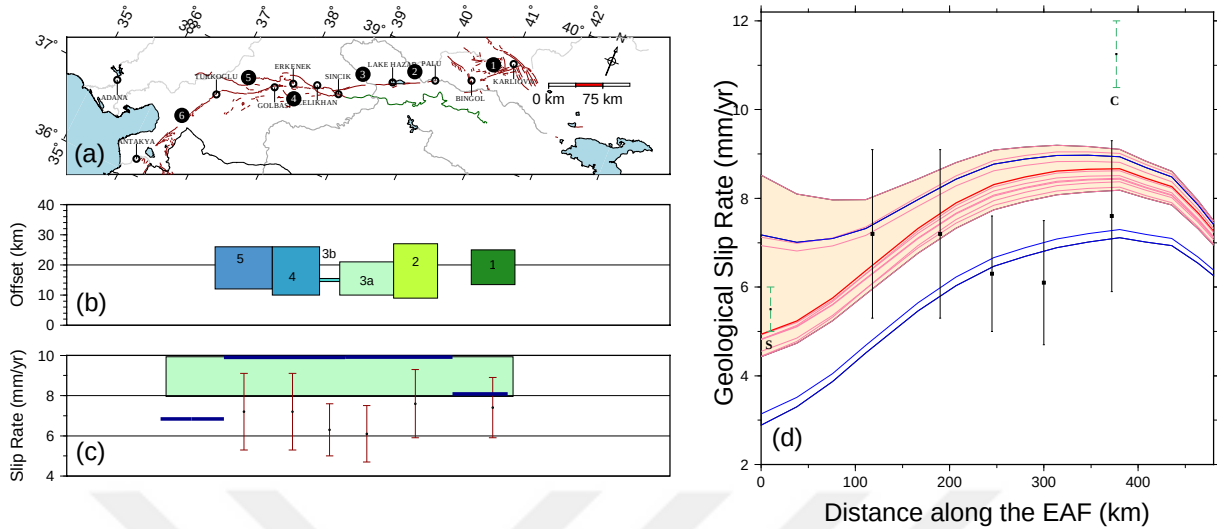 35° 36° 37° 38° 39° 40° 41° 42°
37°
36°
35°
ADANA
TURKOGLU
ERKENEK
SINCIK
LAKE HAZAR
PALU
BINGOL
KARLIOVA
GOLBASI
CELIKHAN
ANTAKYA
1
2
3
4
5
6
N
0 km 75 km
(a)
Offset (km)
40
30
20
10
0
5
4
3b
3a
2
1
(b)
Slip Rate (mm/yr)
10
8
6
4
(c)
Geological Slip Rate (mm/yr)
12
10
8
6
4
2
C
S
(d)
0 100 200 300 400
Distance along the EAF (km)